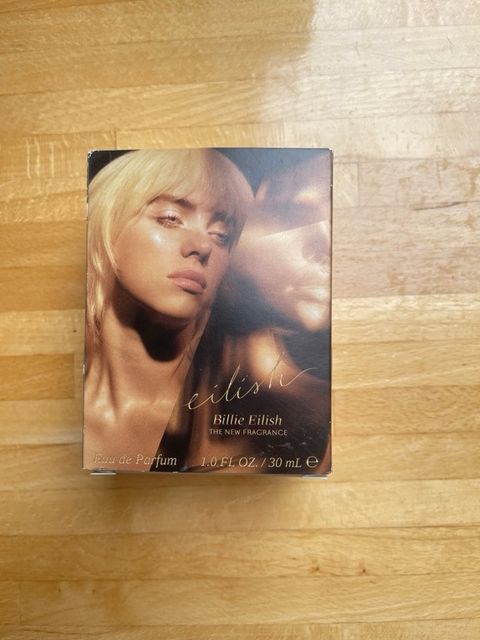 eilish
Billie Eilish
THE NEW FRAGRANCE
Eau de Parfum 1.0 FL OZ. / 30 mL ℮